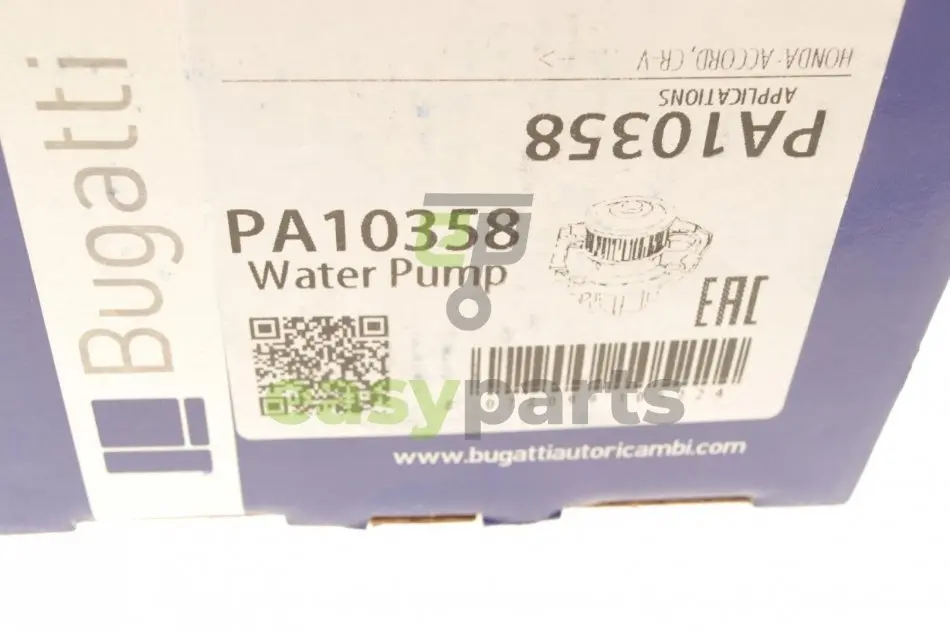 HONDA: ACCORD, CR-V --->
APPLICATIONS
PA10358
PA10358
Water Pump
EAC
easyparts
www.bugattiautoricambi.com
Bugatti